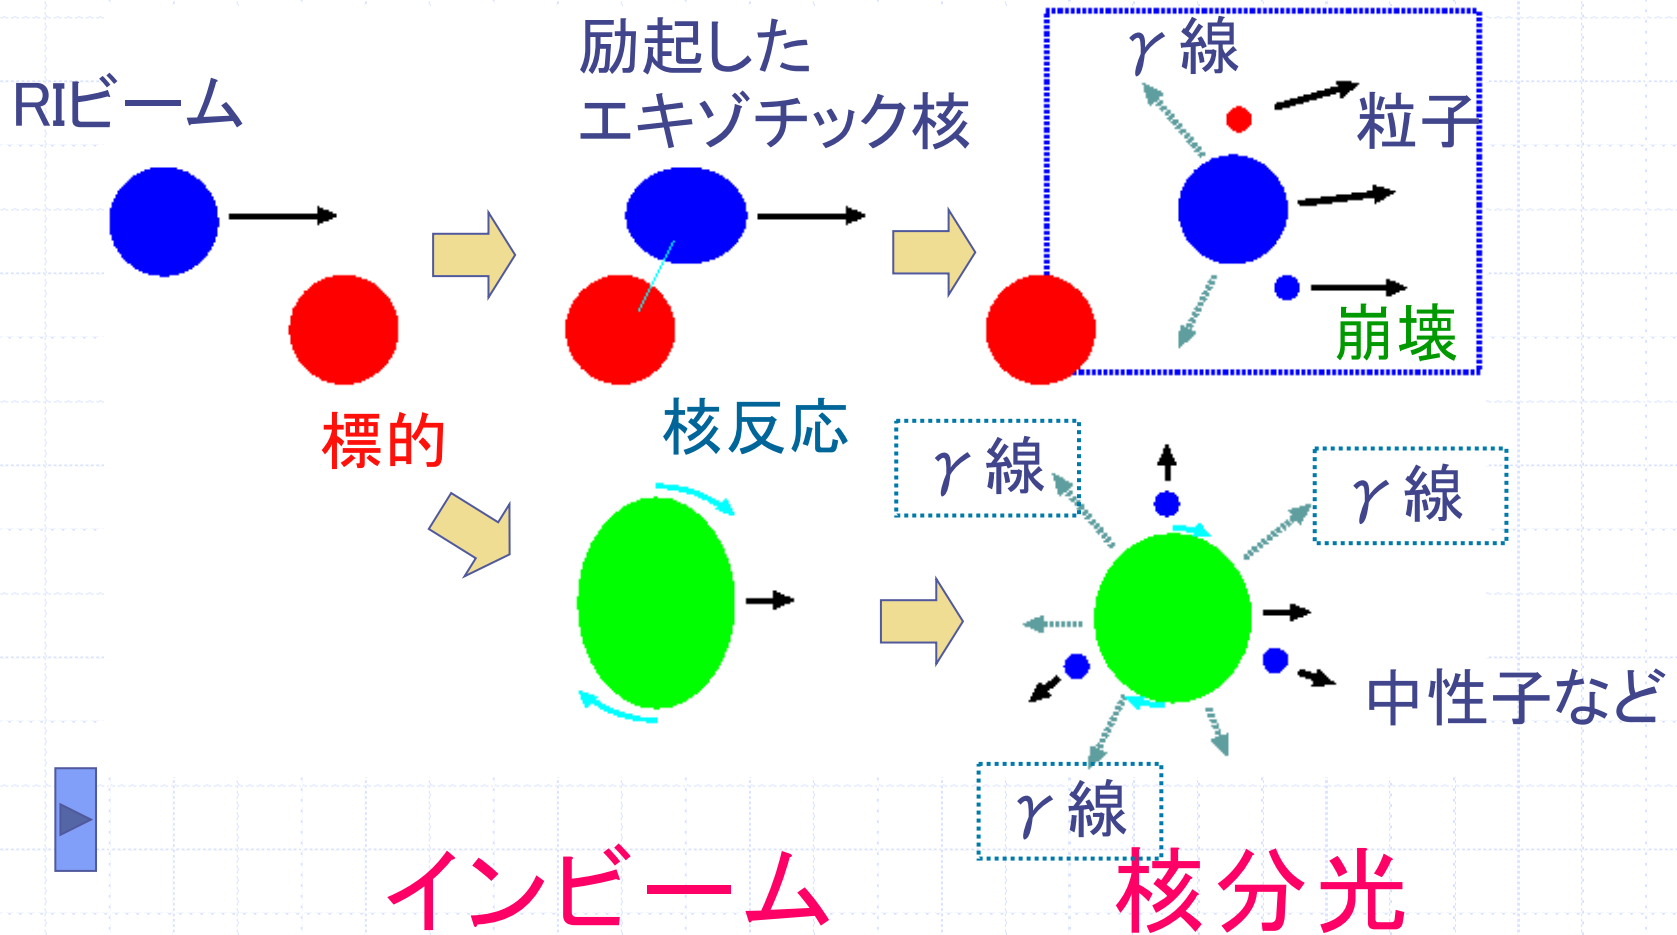 RIビーム
励起した
エキゾチック核
γ線
粒子
崩壊
標的
核反応
γ線
γ線
中性子など
γ線
インビーム 核分光